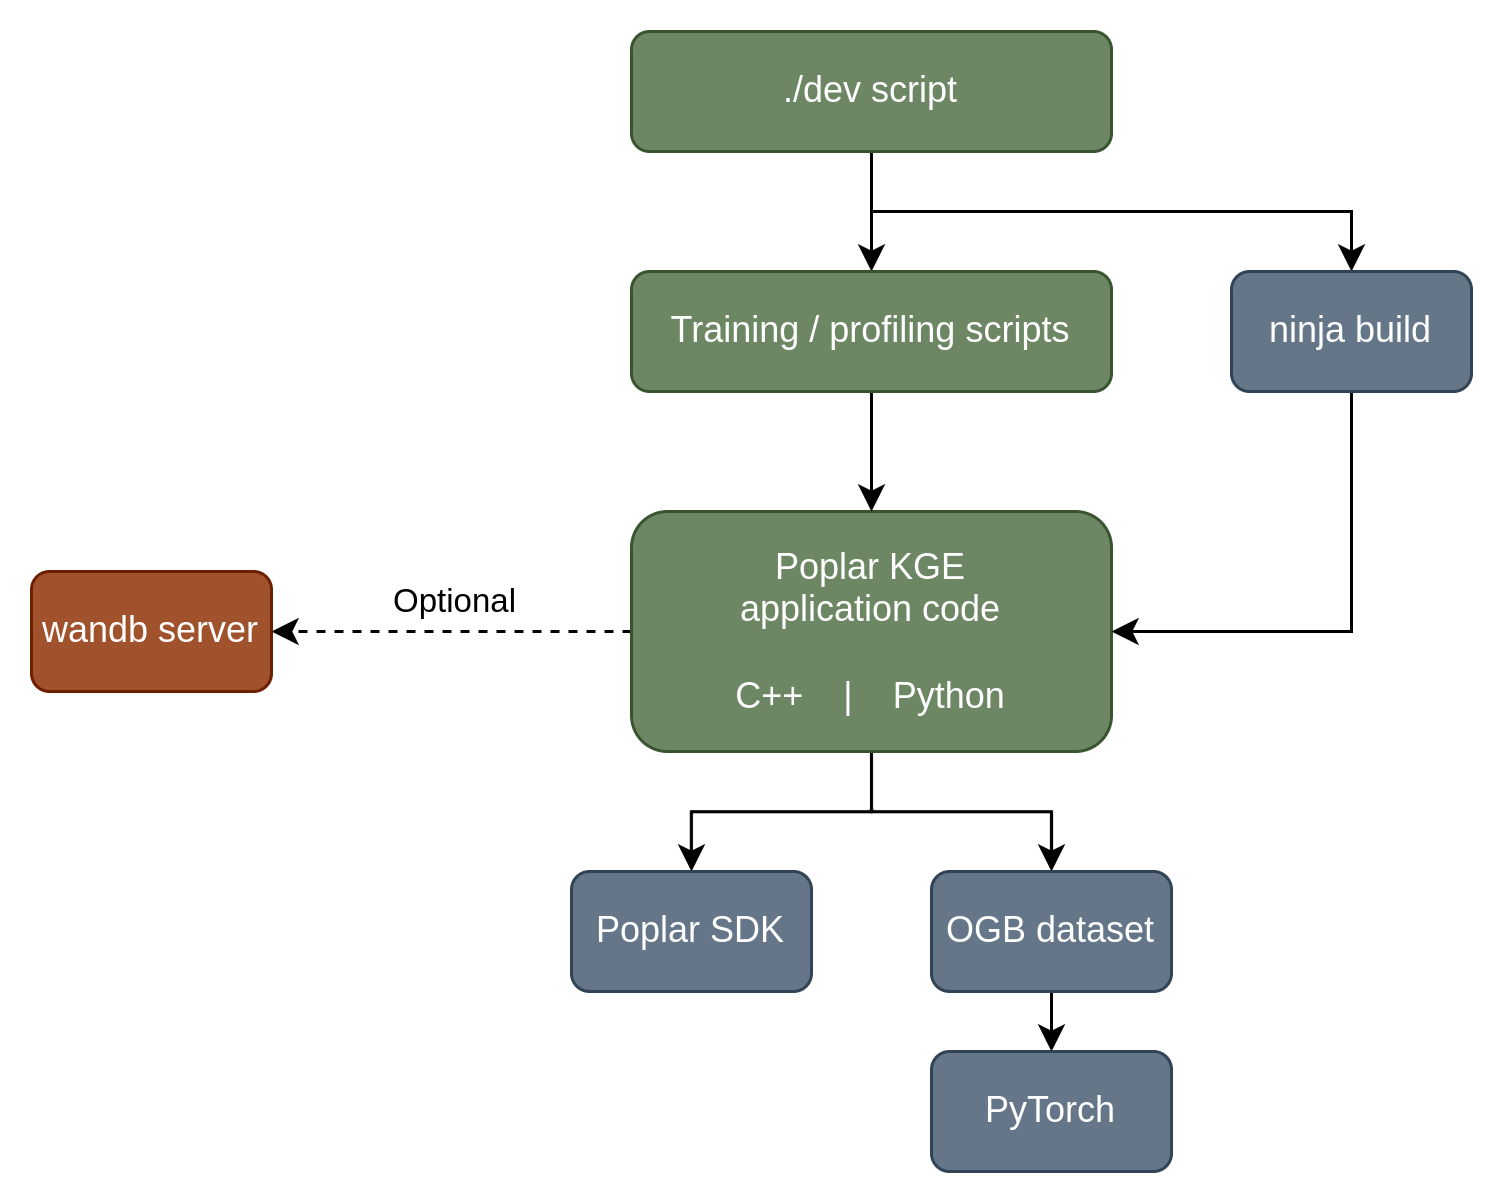 ./dev script
Training / profiling scripts
ninja build
Poplar KGE
application code
C++ | Python
Optional
wandb server
Poplar SDK
OGB dataset
PyTorch